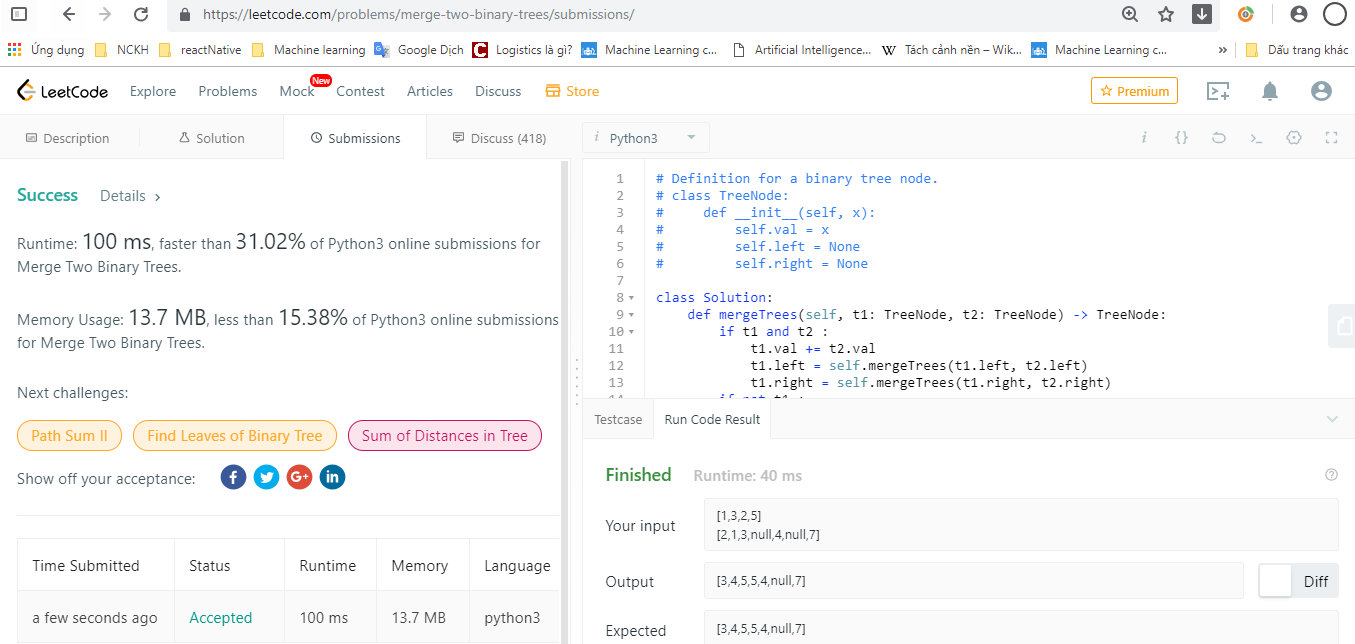 https://leetcode.com/problems/merge-two-binary-trees/submissions/
Ứng dụng NCKH reactNative Machine learning Google Dịch Logistics là gì? Machine Learning c... Artificial Intelligence... W Tách cảnh nền – Wik... Machine Learning c... » Dấu trang khác
LeetCode Explore Problems Mock New Contest Articles Discuss Store Premium
Description Solution Submissions Discuss (418)
i Python3
Success Details >
Runtime: 100 ms, faster than 31.02% of Python3 online submissions for
Merge Two Binary Trees.
Memory Usage: 13.7 MB, less than 15.38% of Python3 online submissions
for Merge Two Binary Trees.
Next challenges:
Path Sum II Find Leaves of Binary Tree Sum of Distances in Tree
Show off your acceptance:
Time Submitted Status Runtime Memory Language
a few seconds ago Accepted 100 ms 13.7 MB python3
1 # Definition for a binary tree node.
2 # class TreeNode:
3 #     def __init__(self, x):
4 #         self.val = x
5 #         self.left = None
6 #         self.right = None
7
8 class Solution:
9     def mergeTrees(self, t1: TreeNode, t2: TreeNode) -> TreeNode:
10         if t1 and t2 :
11             t1.val += t2.val
12             t1.left = self.mergeTrees(t1.left, t2.left)
13             t1.right = self.mergeTrees(t1.right, t2.right)
14         if not t1 :
Testcase Run Code Result
Finished Runtime: 40 ms
Your input
[1,3,2,5]
[2,1,3,null,4,null,7]
Output [3,4,5,5,4,null,7] Diff
Expected [3,4,5,5,4,null,7]